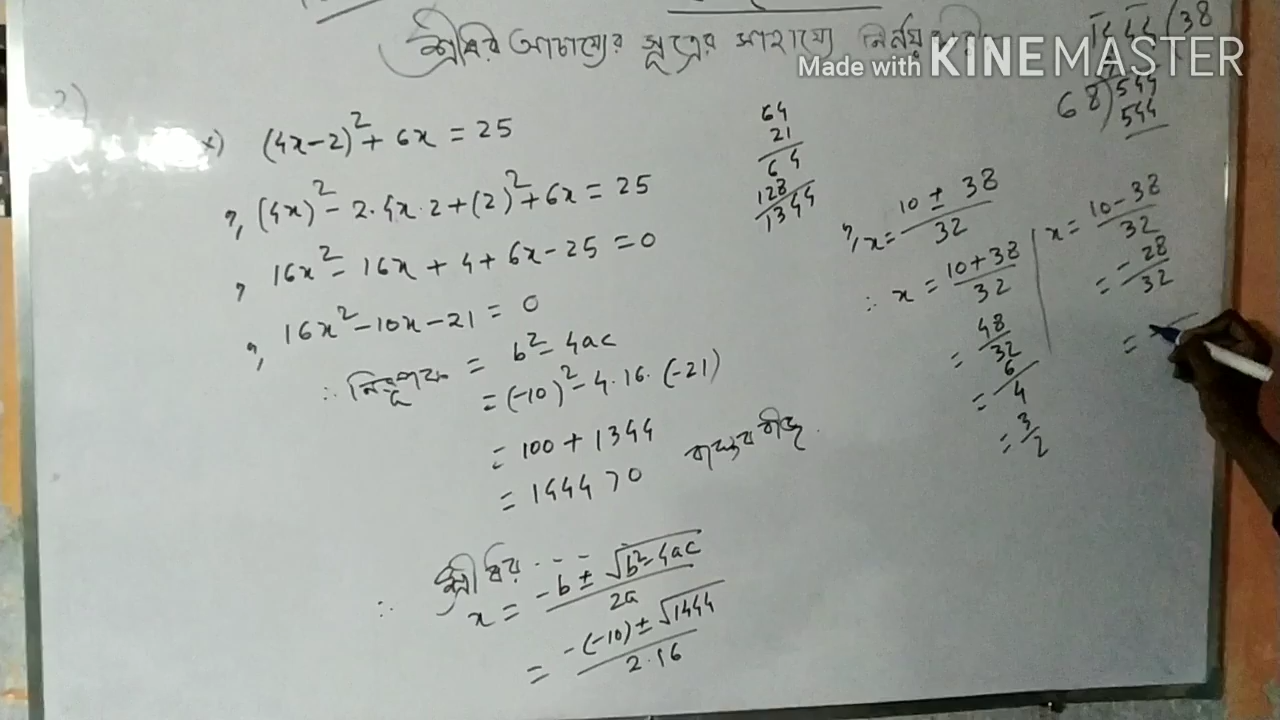 শ্রীধর আচার্য্যের সূত্রের সাহায্যে নির্ণয়
Made with KINEMASTER
x) (4x-2)² + 6x = 25
?, (4x)² - 2·4x·2 + (2)² + 6x = 25
?, 16x² - 16x + 4 + 6x - 25 = 0
?, 16x² - 10x - 21 = 0
∴ নিরূপক = b² - 4ac
= (-10)² - 4·16·(-21)
= 100 + 1344
= 1444 > 0 বাস্তব বীজ
∴ শ্রীধর ---
x = -b ± √b² - 4ac / 2a
= -(-10) ± √1444 / 2·16
64
21
64
128
1344
1444 (38
68) 544
544
?, x = 10 ± 38 / 32
∴ x = 10 + 38 / 32
= 48 / 32
= 6 / 4
= 3 / 2
x = 10 - 38 / 32
= -28 / 32
= -